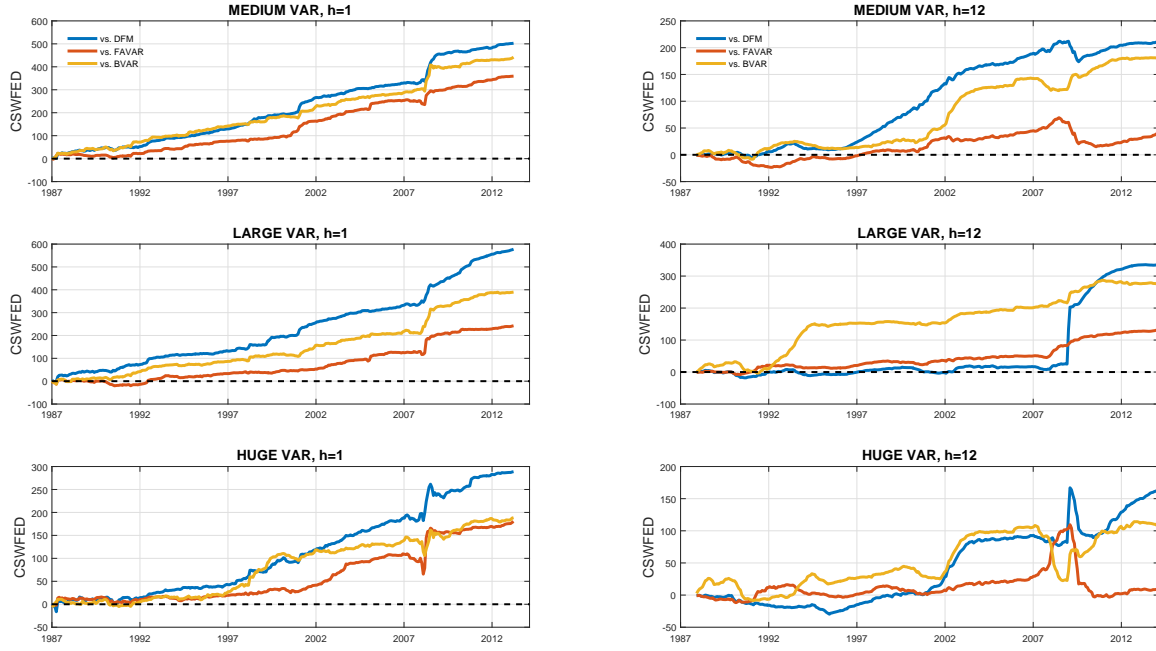 MEDIUM VAR, h=1
600
500
400
300
200
100
0
-100
CSWFED
vs. DFM
vs. FAVAR
vs. BVAR
1987 1992 1997 2002 2007 2012
MEDIUM VAR, h=12
250
200
150
100
50
0
-50
CSWFED
vs. DFM
vs. FAVAR
vs. BVAR
1987 1992 1997 2002 2007 2012
LARGE VAR, h=1
600
500
400
300
200
100
0
-100
CSWFED
1987 1992 1997 2002 2007 2012
LARGE VAR, h=12
400
300
200
100
0
-100
CSWFED
1987 1992 1997 2002 2007 2012
HUGE VAR, h=1
300
250
200
150
100
50
0
-50
CSWFED
1987 1992 1997 2002 2007 2012
HUGE VAR, h=12
200
150
100
50
0
-50
CSWFED
1987 1992 1997 2002 2007 2012